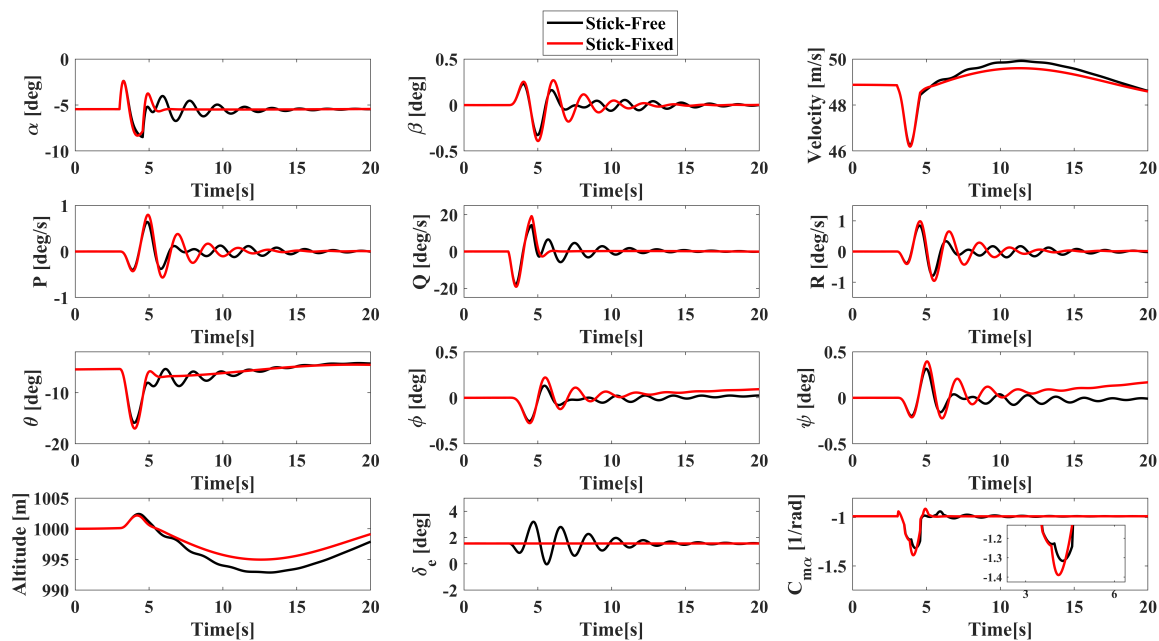 Stick-Free
Stick-Fixed
α [deg]
0
-5
-10
0 5 10 15 20
Time[s]
β [deg]
0.5
0
-0.5
0 5 10 15 20
Time[s]
Velocity [m/s]
50
48
46
0 5 10 15 20
Time[s]
P [deg/s]
1
0
-1
0 5 10 15 20
Time[s]
Q [deg/s]
20
0
-20
0 5 10 15 20
Time[s]
R [deg/s]
1
0
-1
0 5 10 15 20
Time[s]
θ [deg]
-10
-20
0 5 10 15 20
Time[s]
ϕ [deg]
0.5
0
-0.5
0 5 10 15 20
Time[s]
ψ [deg]
0.5
0
-0.5
0 5 10 15 20
Time[s]
Altitude [m]
1005
1000
995
990
0 5 10 15 20
Time[s]
δe [deg]
4
2
0
-2
0 5 10 15 20
Time[s]
Cmα [1/rad]
-1
-1.5
0 5 10 15 20
Time[s]
-1.2
-1.3
-1.4
3 6